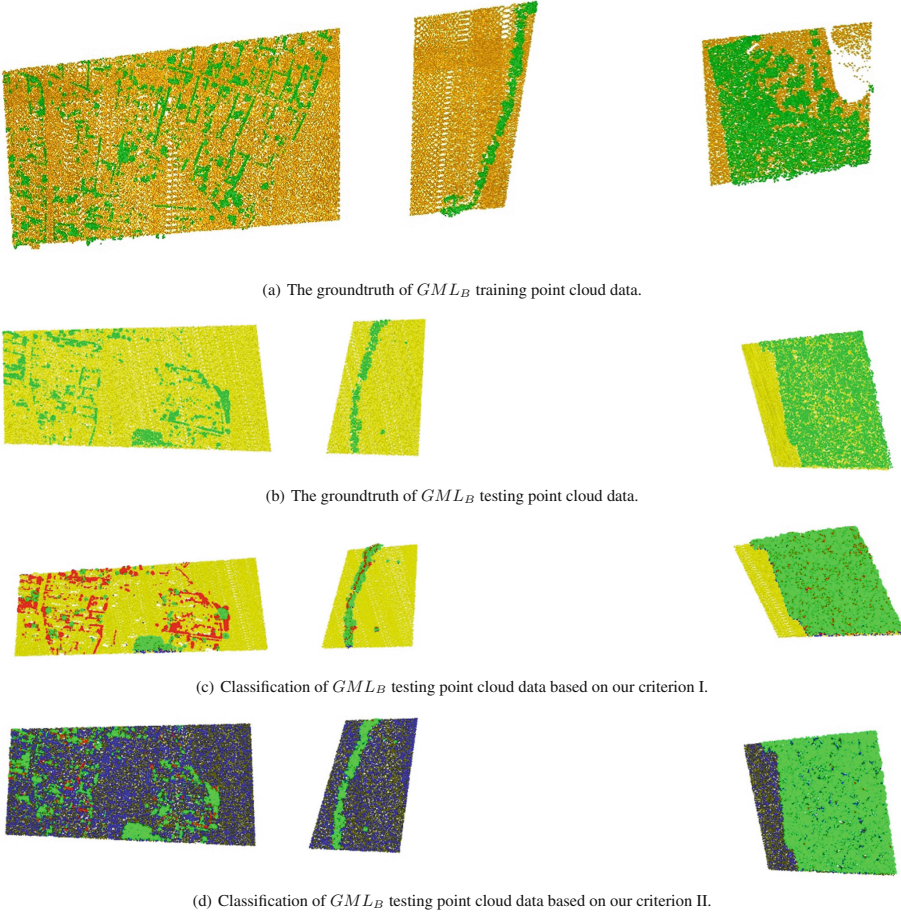 (a) The groundtruth of GML_B training point cloud data.
(b) The groundtruth of GML_B testing point cloud data.
(c) Classification of GML_B testing point cloud data based on our criterion I.
(d) Classification of GML_B testing point cloud data based on our criterion II.